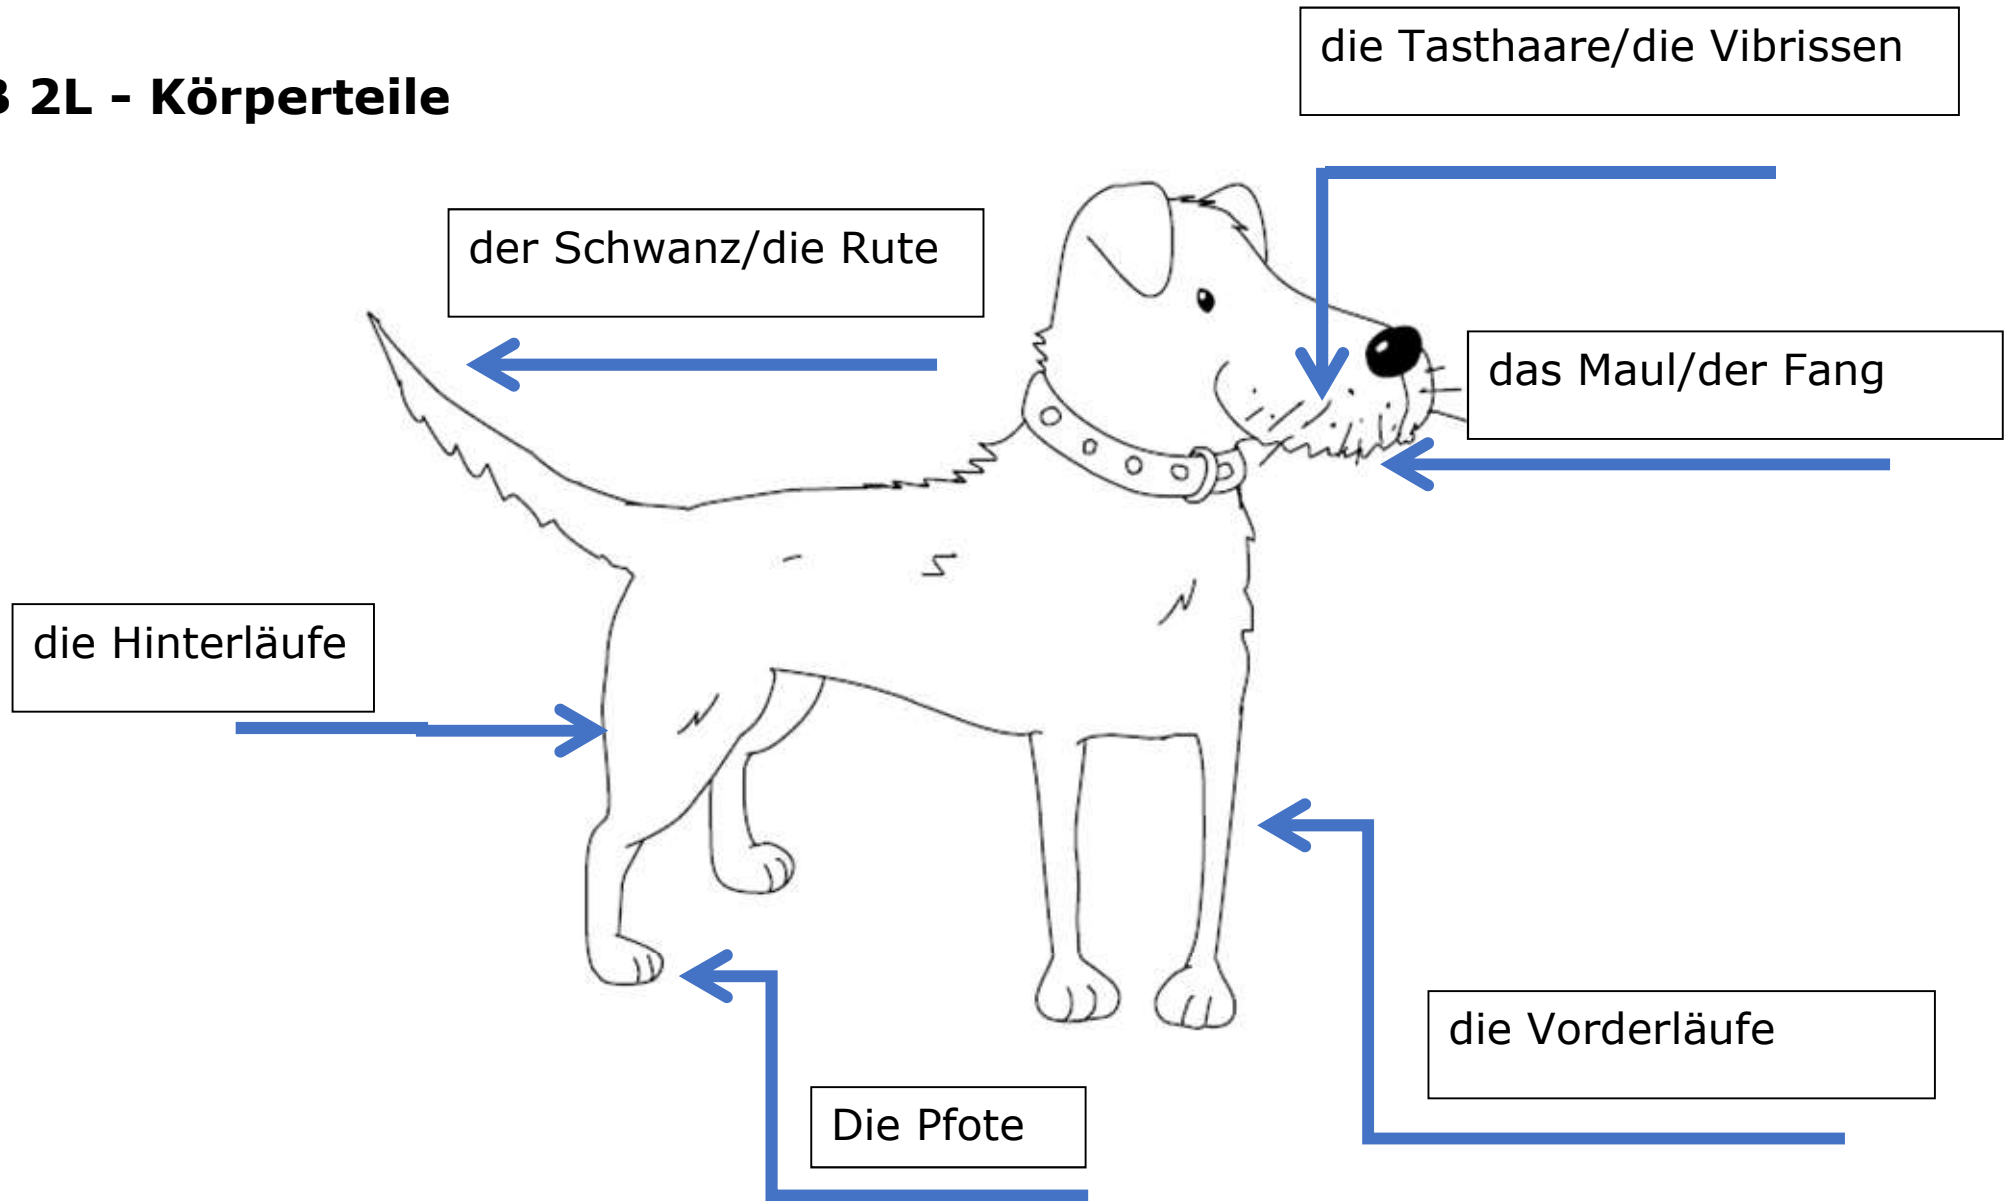 2L - Körperteile
die Tasthaare/die Vibrissen
der Schwanz/die Rute
das Maul/der Fang
die Hinterläufe
die Vorderläufe
Die Pfote